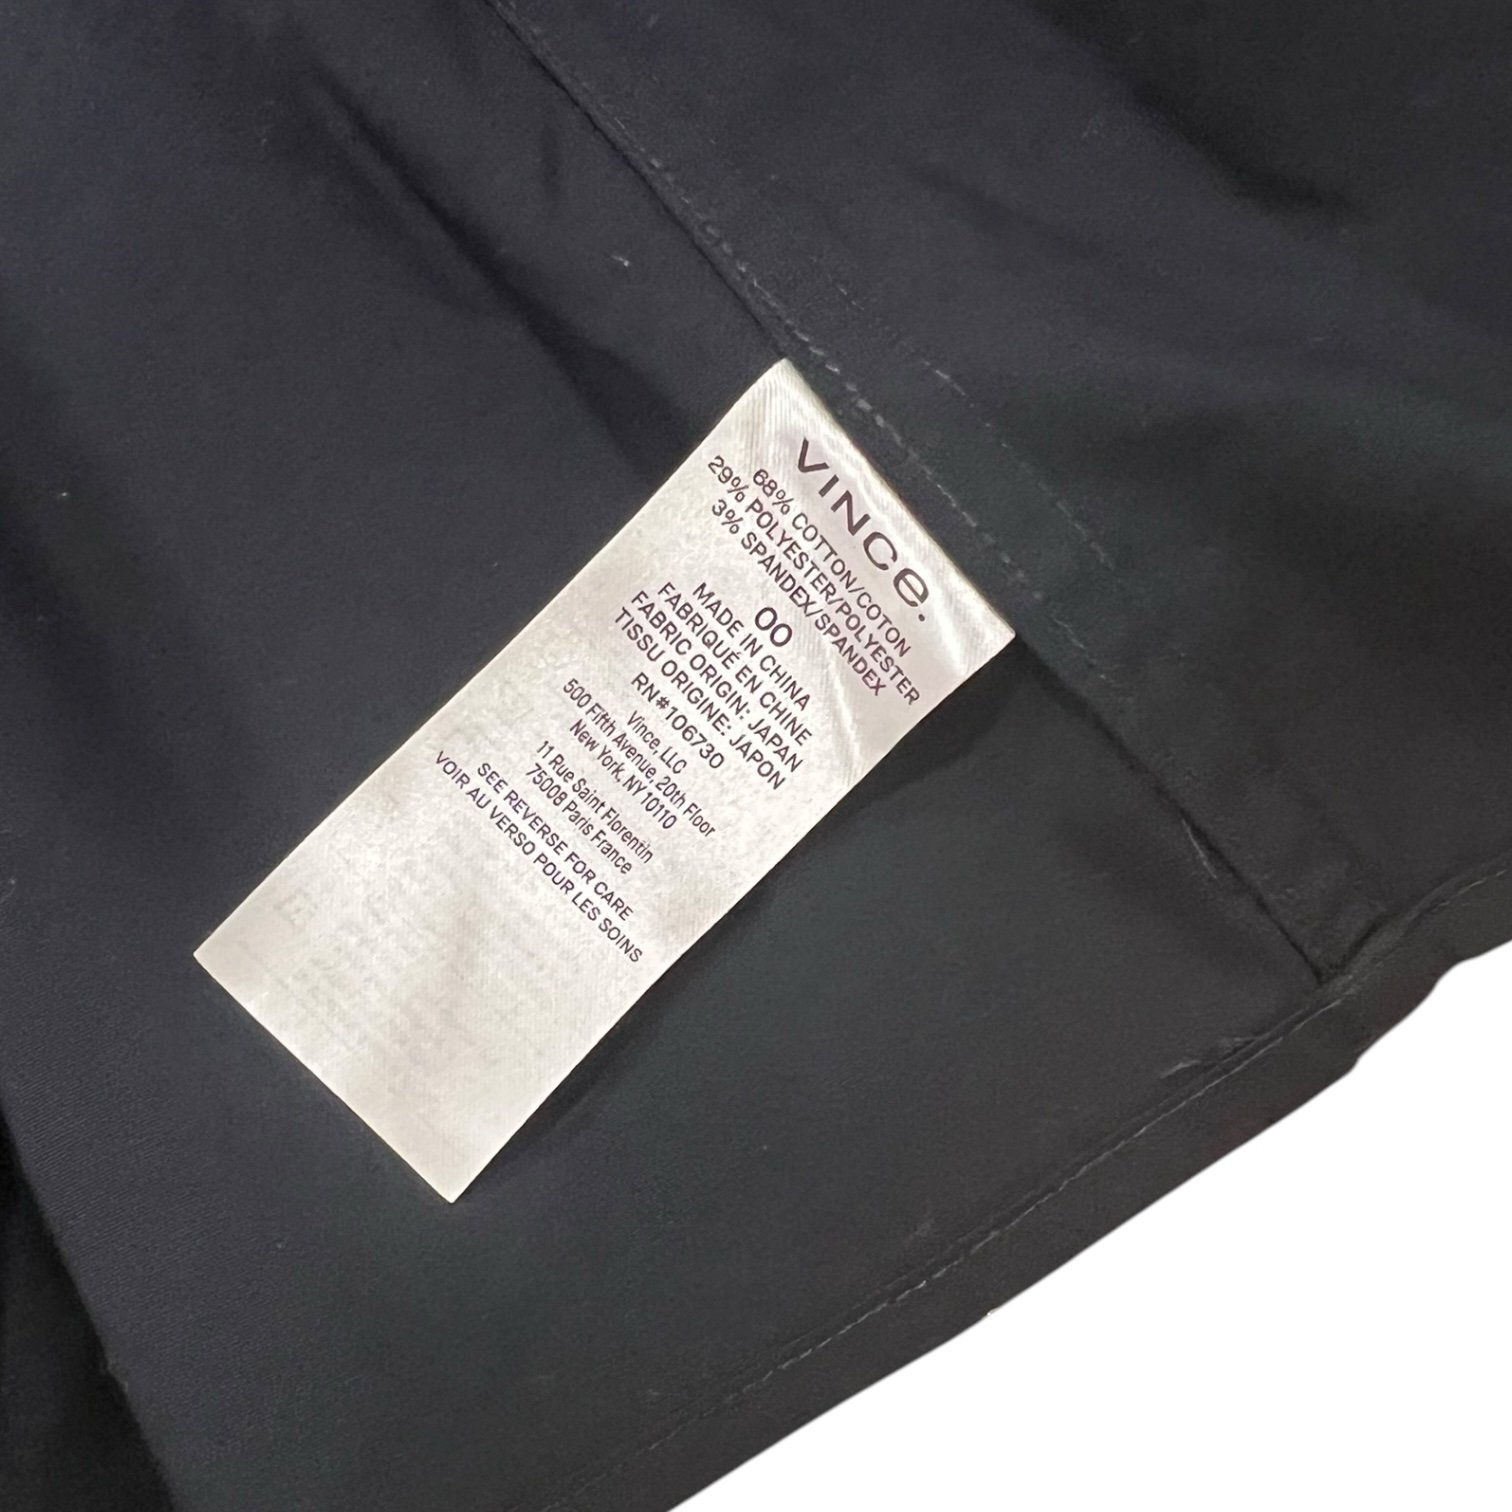 VINCe.
68% COTTON/COTON
29% POLYESTER/POLYESTER
3% SPANDEX/SPANDEX
00
MADE IN CHINA
FABRIQUÉ EN CHINE
FABRIC ORIGIN: JAPAN
TISSU ORIGINE: JAPON
RN#106730
Vince, LLC
500 Fifth Avenue, 20th Floor
New York, NY 10110
11 Rue Saint Florentin
75008 Paris France
SEE REVERSE FOR CARE
VOIR AU VERSO POUR LES SOINS